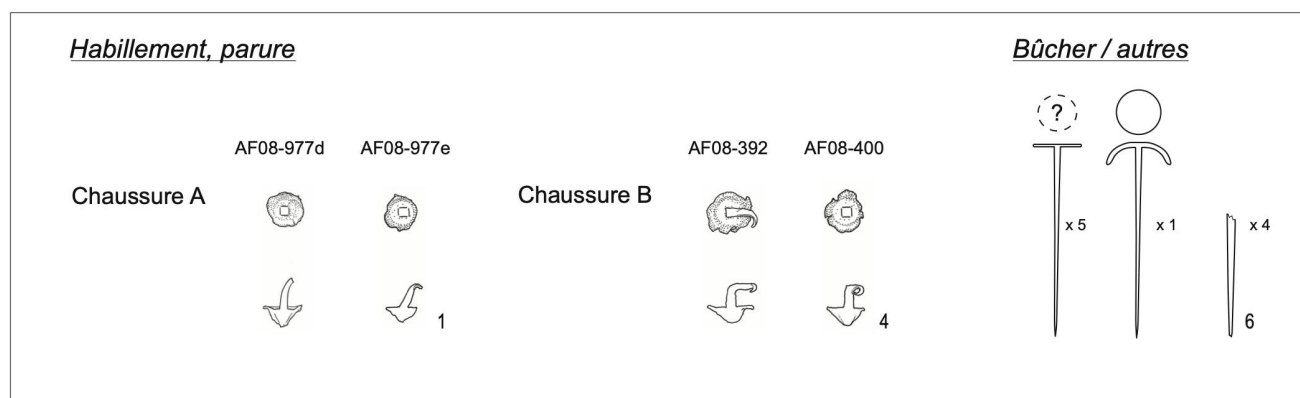 Habillement, parure
Bûcher / autres
?
AF08-977d
AF08-977e
AF08-392
AF08-400
Chaussure A
Chaussure B
x 5
x 1
x 4
1
4
6